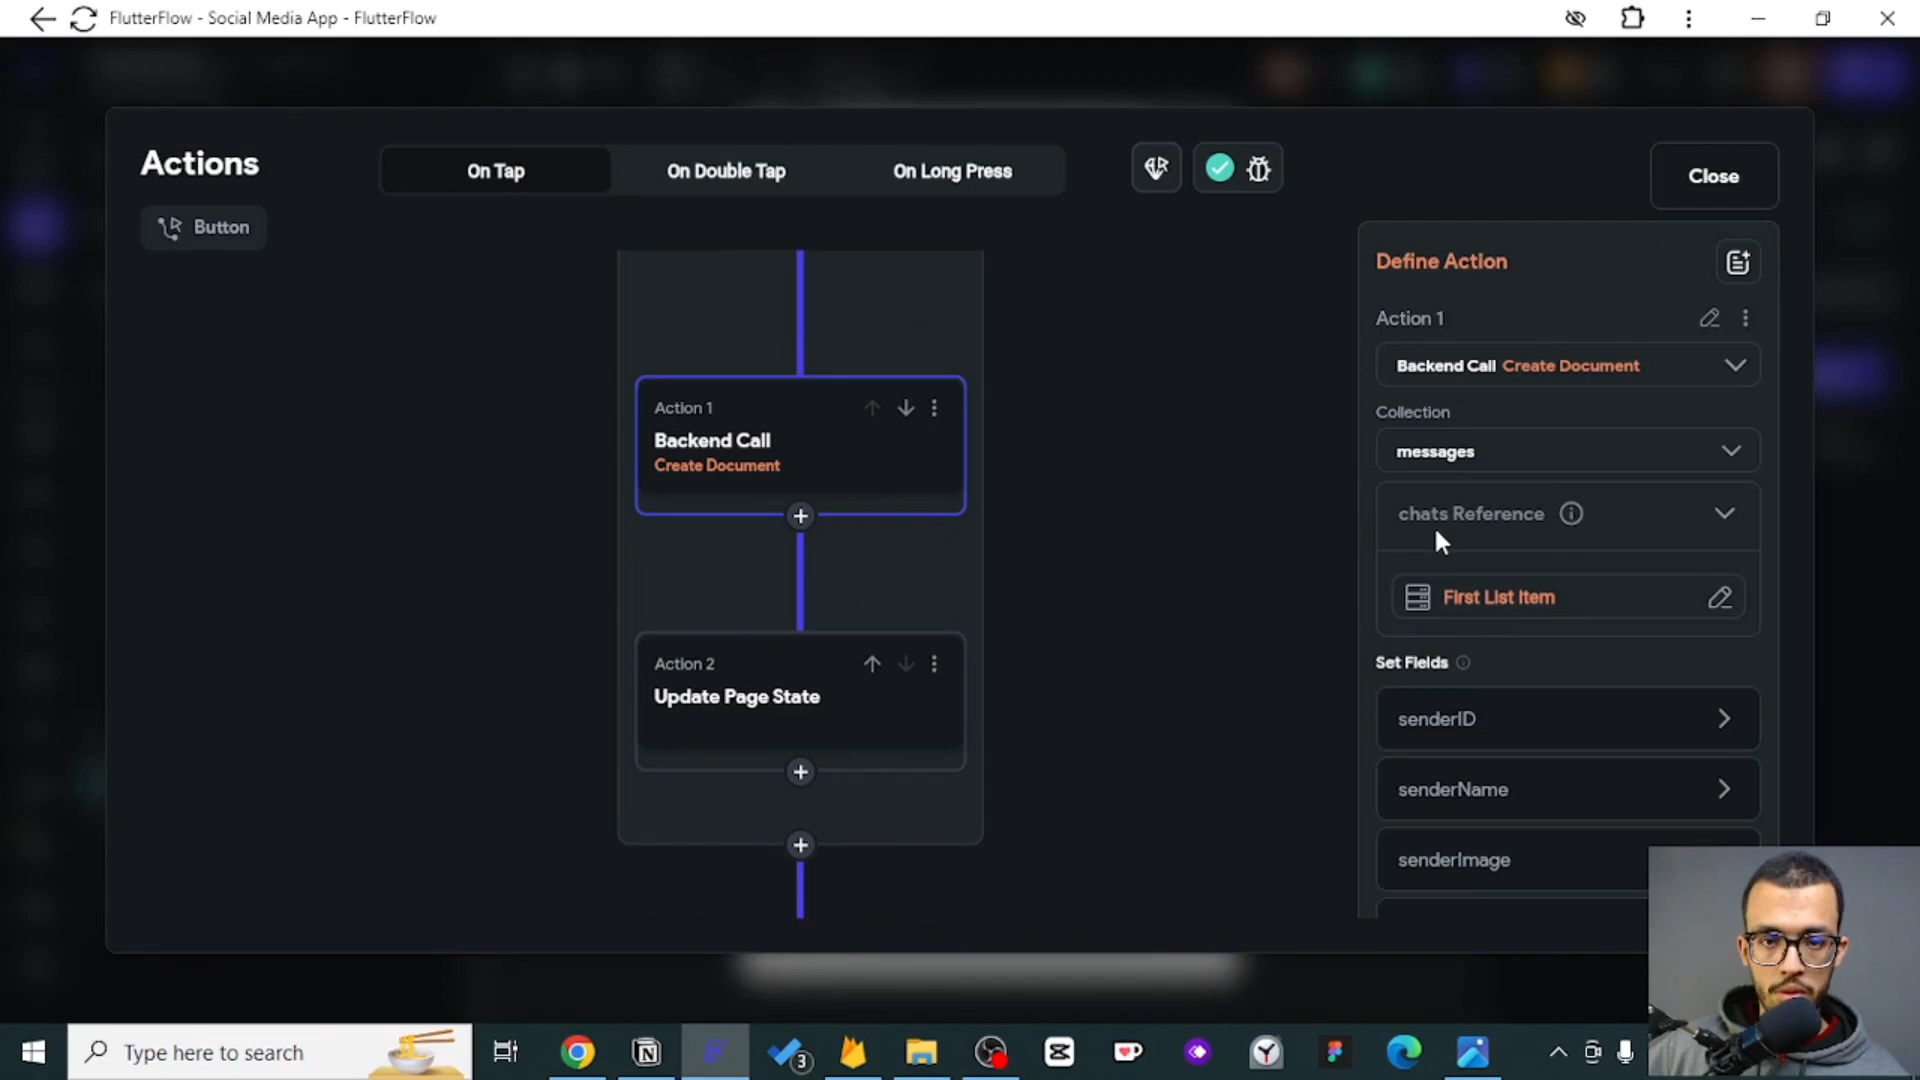 FlutterFlow - Social Media App - FlutterFlow
Actions
On Tap
On Double Tap
On Long Press
Close
Button
Define Action
Action 1
Backend Call Create Document
Collection
messages
chats Reference
First List Item
Set Fields
senderID
senderName
senderImage
Action 1
Backend Call
Create Document
Action 2
Update Page State
Type here to search
3